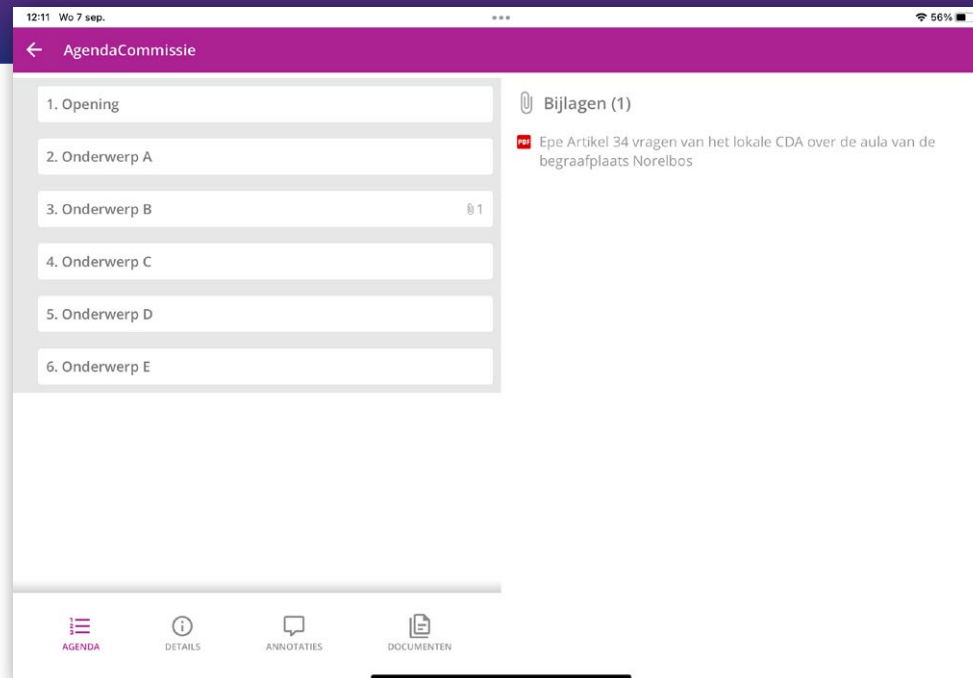 12:11 Wo 7 sep.
56%
AgendaCommissie
1. Opening
2. Onderwerp A
3. Onderwerp B
1
4. Onderwerp C
5. Onderwerp D
6. Onderwerp E
Bijlagen (1)
PDF Epe Artikel 34 vragen van het lokale CDA over de aula van de
begraafplaats Norelbos
AGENDA
DETAILS
ANNOTATIES
DOCUMENTEN